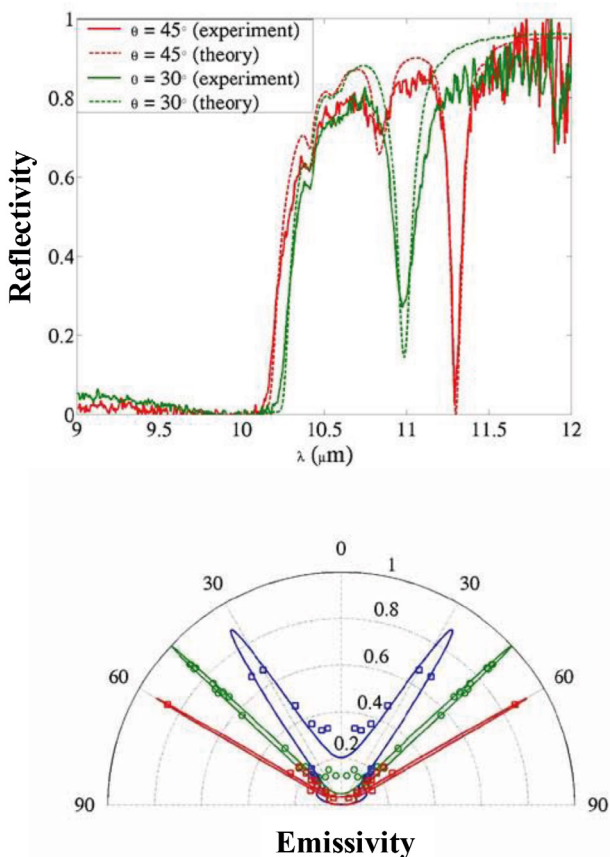 1
θ = 45° (experiment)
θ = 45° (theory)
θ = 30° (experiment)
θ = 30° (theory)
0.8
0.6
0.4
0.2
0
Reflectivity
9 9.5 10 10.5 11 11.5 12
λ (μm)
0
30 1 30
0.8
60 0.6 60
0.4
0.2
90 90
Emissivity